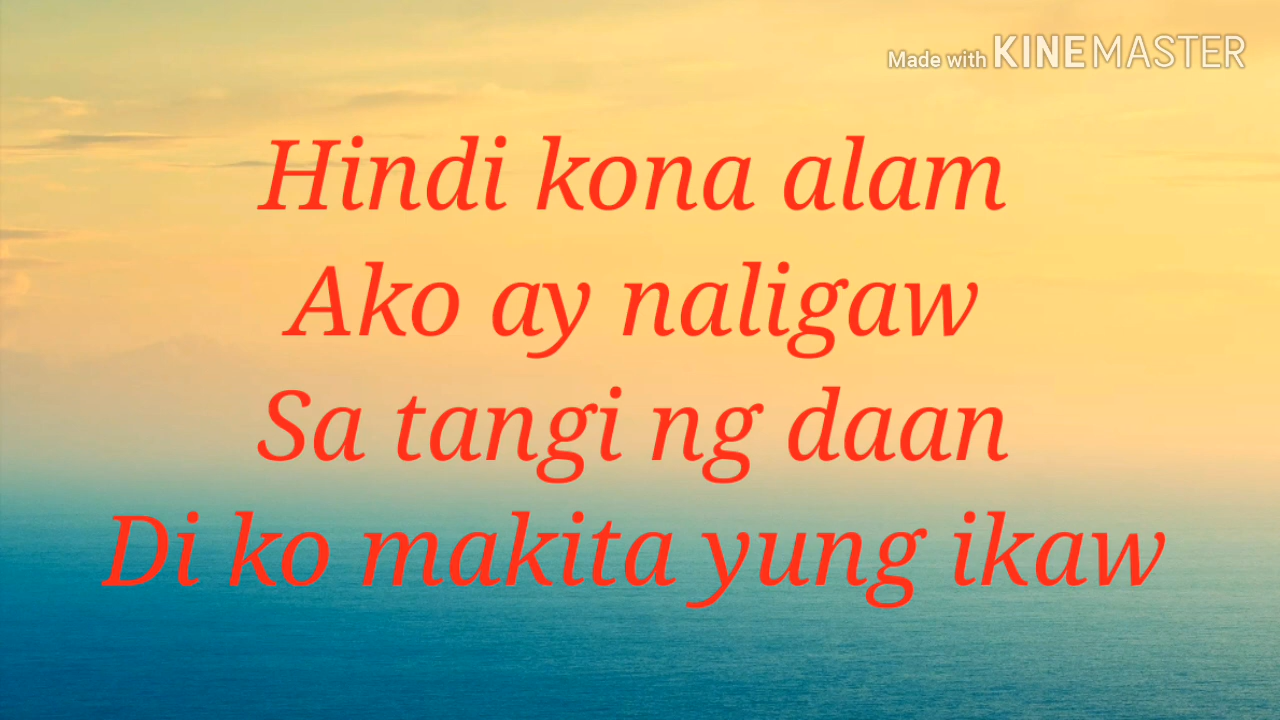 Made with KINEMASTER
Hindi kona alam
Ako ay naligaw
Sa tangi ng daan
Di ko makita yung ikaw